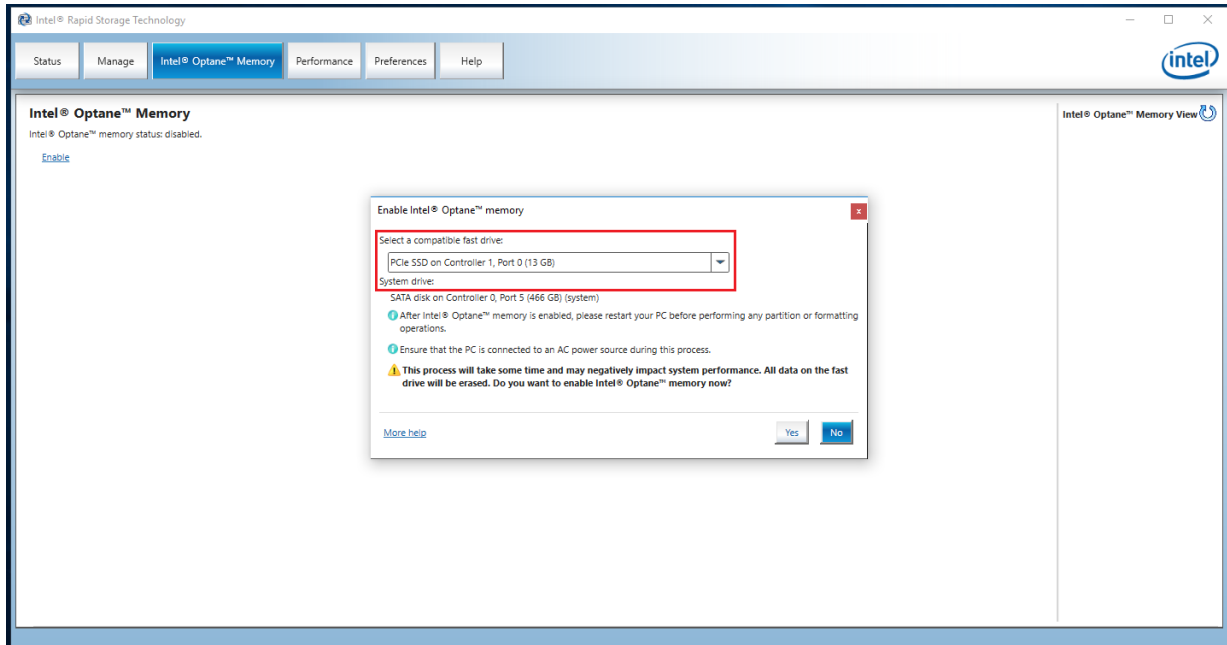 Intel® Rapid Storage Technology
Status Manage Intel® Optane™ Memory Performance Preferences Help
intel
Intel® Optane™ Memory
Intel® Optane™ memory status: disabled.
Enable
Intel® Optane™ Memory View
Enable Intel® Optane™ memory
x
Select a compatible fast drive:
PCIe SSD on Controller 1, Port 0 (13 GB)
System drive:
SATA disk on Controller 0, Port 5 (466 GB) (system)
After Intel® Optane™ memory is enabled, please restart your PC before performing any partition or formatting
operations.
Ensure that the PC is connected to an AC power source during this process.
This process will take some time and may negatively impact system performance. All data on the fast
drive will be erased. Do you want to enable Intel® Optane™ memory now?
More help
Yes No